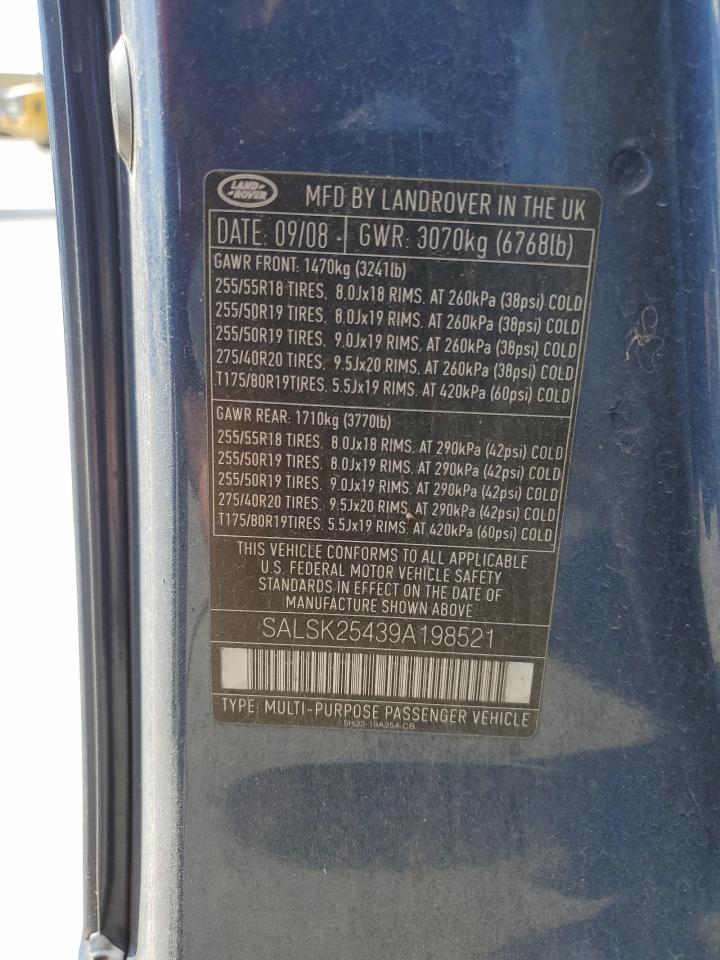 LAND
ROVER
MFD BY LANDROVER IN THE UK
DATE: 09/08 GWR: 3070kg (6768lb)
GAWR FRONT: 1470kg (3241lb)
255/55R18 TIRES, 8.0Jx18 RIMS, AT 260kPa (38psi) COLD
255/50R19 TIRES, 8.0Jx19 RIMS, AT 260kPa (38psi) COLD
255/50R19 TIRES, 9.0Jx19 RIMS, AT 260kPa (38psi) COLD
275/40R20 TIRES, 9.5Jx20 RIMS, AT 260kPa (38psi) COLD
T175/80R19TIRES, 5.5Jx19 RIMS, AT 420kPa (60psi) COLD
GAWR REAR: 1710kg (3770lb)
255/55R18 TIRES, 8.0Jx18 RIMS, AT 290kPa (42psi) COLD
255/50R19 TIRES, 8.0Jx19 RIMS, AT 290kPa (42psi) COLD
255/50R19 TIRES, 9.0Jx19 RIMS, AT 290kPa (42psi) COLD
275/40R20 TIRES, 9.5Jx20 RIMS, AT 290kPa (42psi) COLD
T175/80R19TIRES, 5.5Jx19 RIMS, AT 420kPa (60psi) COLD
THIS VEHICLE CONFORMS TO ALL APPLICABLE
U.S. FEDERAL MOTOR VEHICLE SAFETY
STANDARDS IN EFFECT ON THE DATE OF
MANUFACTURE SHOWN ABOVE
SALSK25439A198521
TYPE: MULTI-PURPOSE PASSENGER VEHICLE
5H32-19A354-CB